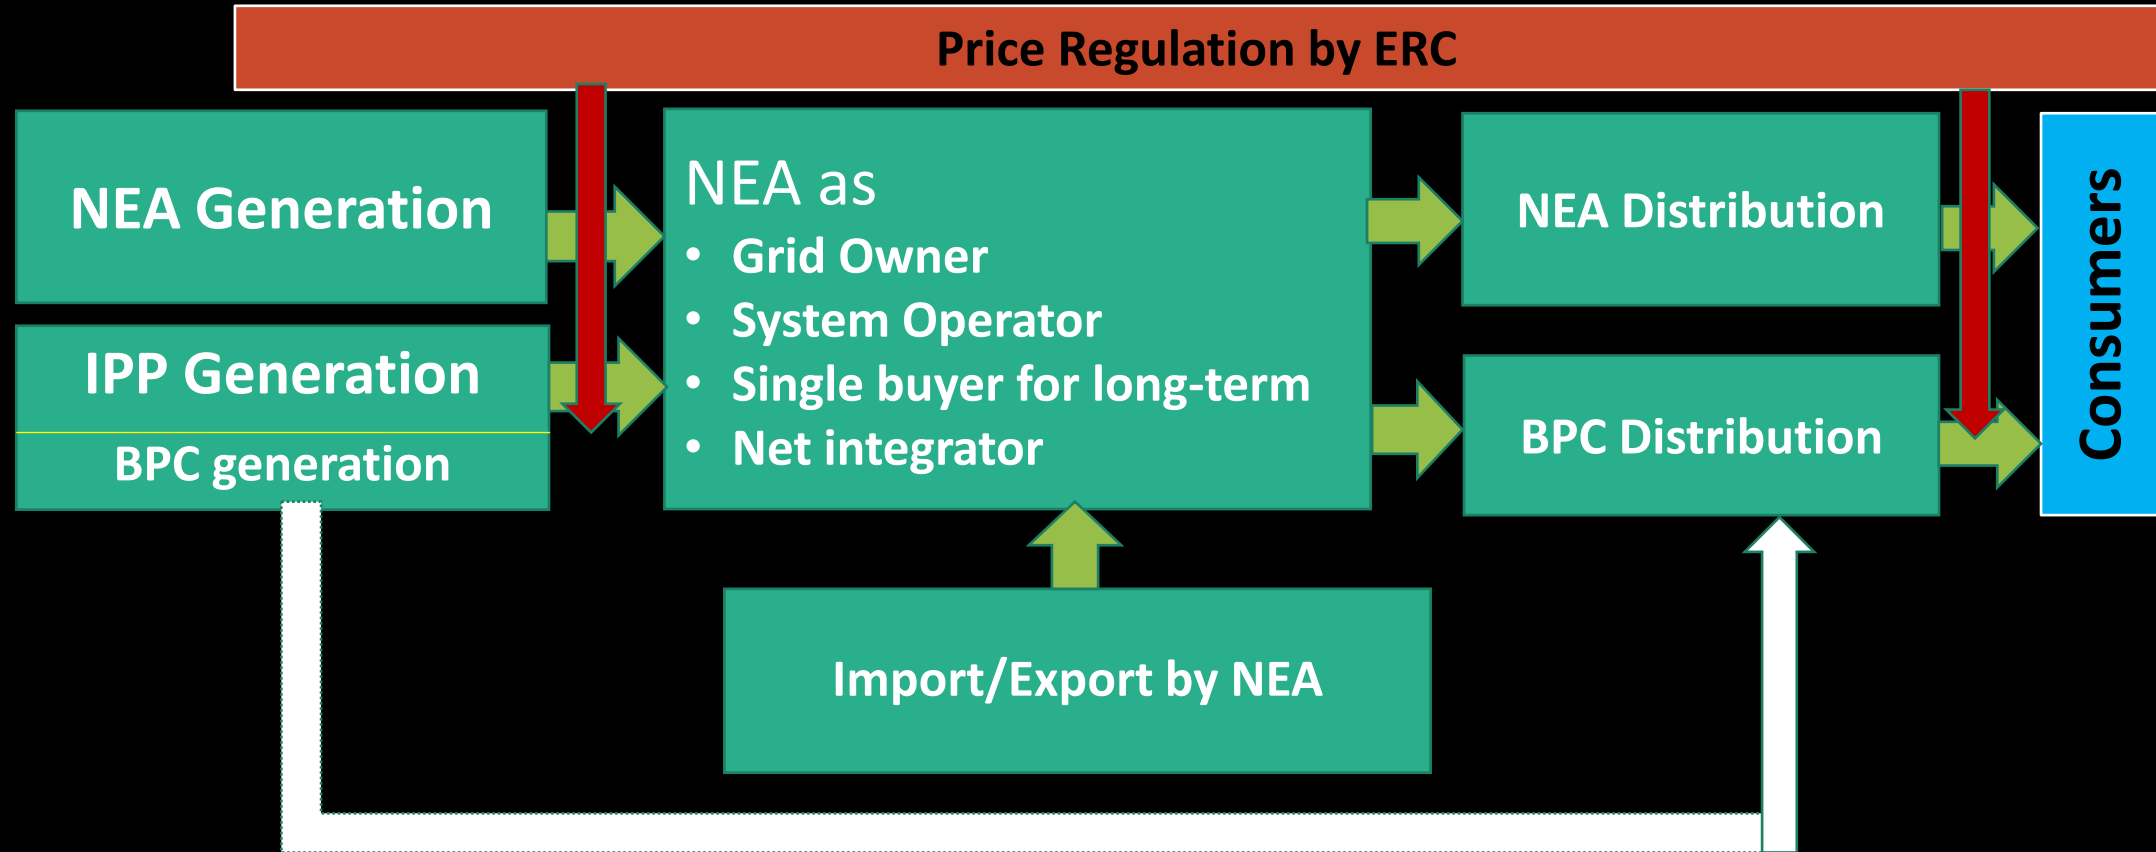 Price Regulation by ERC
NEA Generation
IPP Generation
BPC generation
NEA as
• Grid Owner
• System Operator
• Single buyer for long-term
• Net integrator
NEA Distribution
BPC Distribution
Consumers
Import/Export by NEA